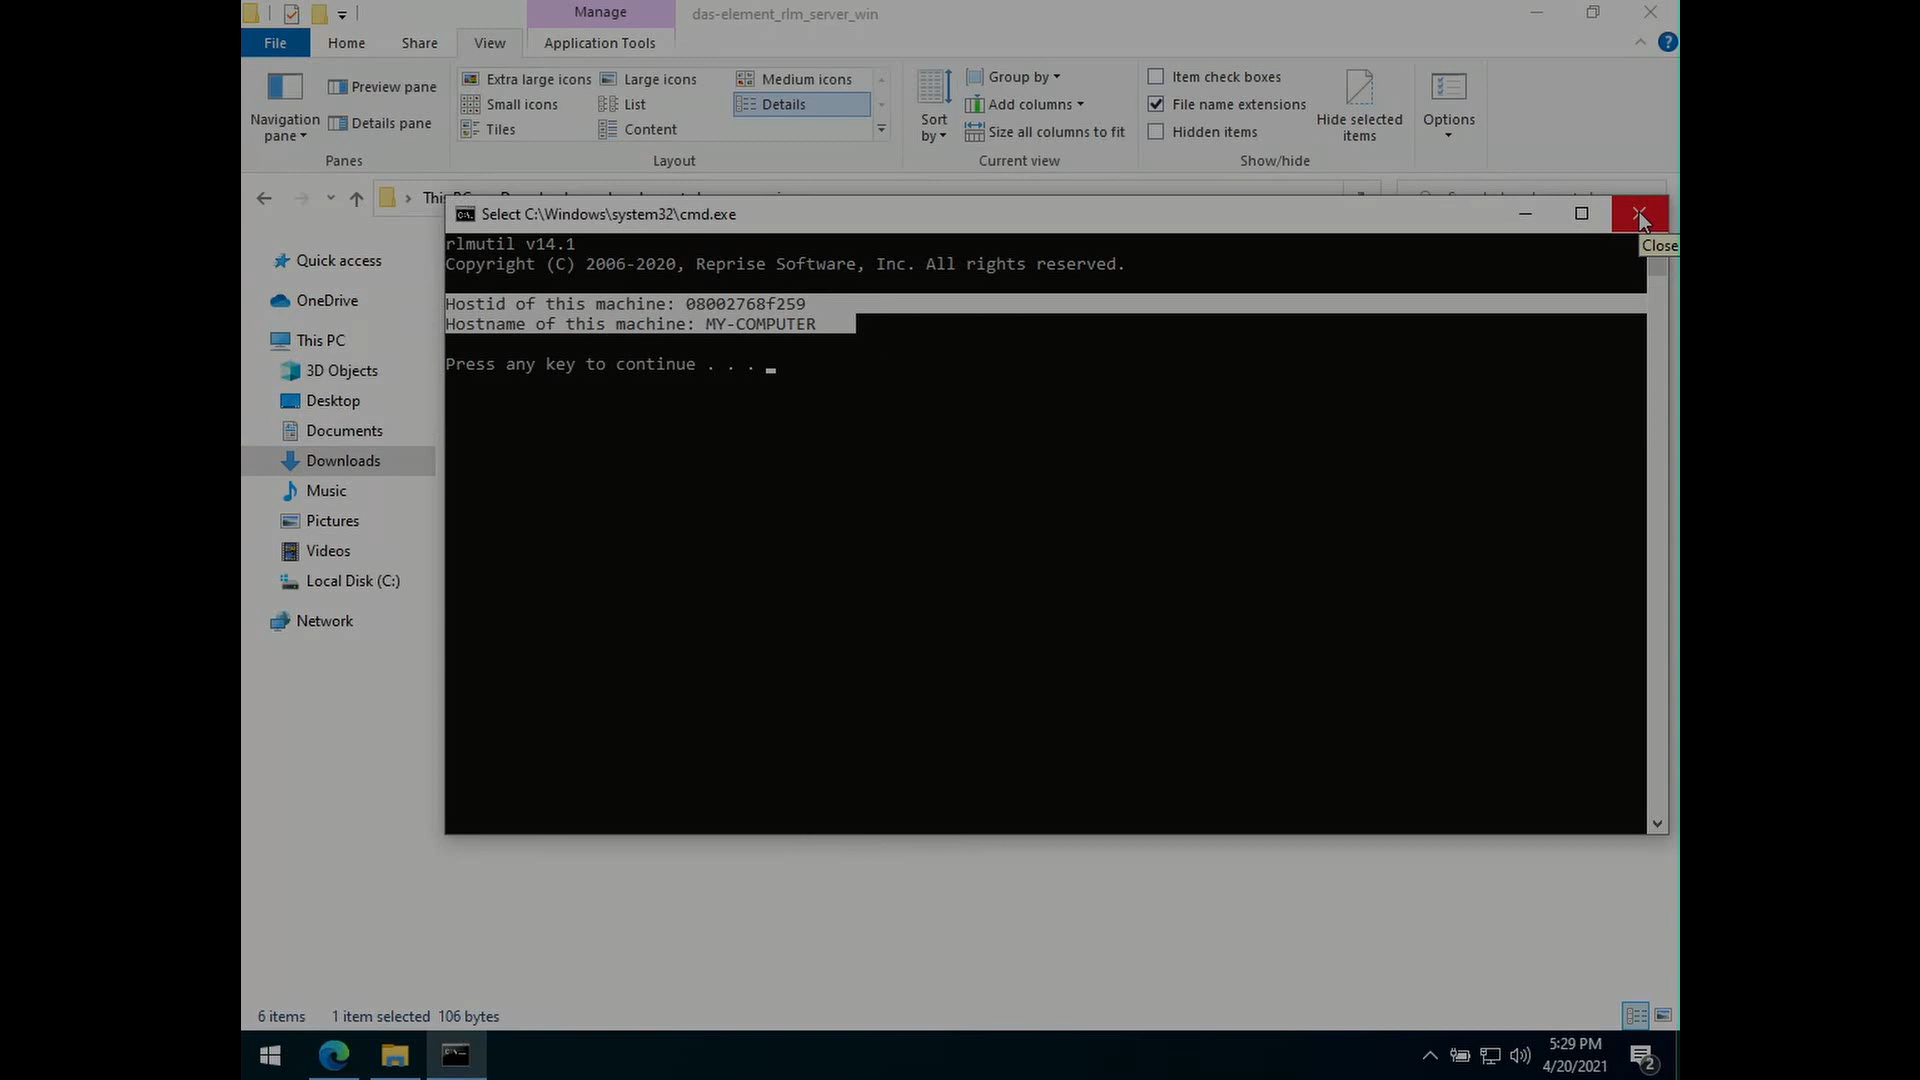 Manage
das-element_rlm_server_win
File
Home
Share
View
Application Tools
Navigation pane
Preview pane
Details pane
Panes
Extra large icons
Large icons
Medium icons
Small icons
List
Details
Tiles
Content
Layout
Sort by
Group by
Add columns
Size all columns to fit
Current view
Item check boxes
File name extensions
Hidden items
Hide selected items
Show/hide
Options
Select C:\Windows\system32\cmd.exe
Close
rlmutil v14.1
Copyright (C) 2006-2020, Reprise Software, Inc. All rights reserved.
Hostid of this machine: 08002768f259
Hostname of this machine: MY-COMPUTER
Press any key to continue . . .
Quick access
OneDrive
This PC
3D Objects
Desktop
Documents
Downloads
Music
Pictures
Videos
Local Disk (C:)
Network
6 items
1 item selected 106 bytes
5:29 PM
4/20/2021
2